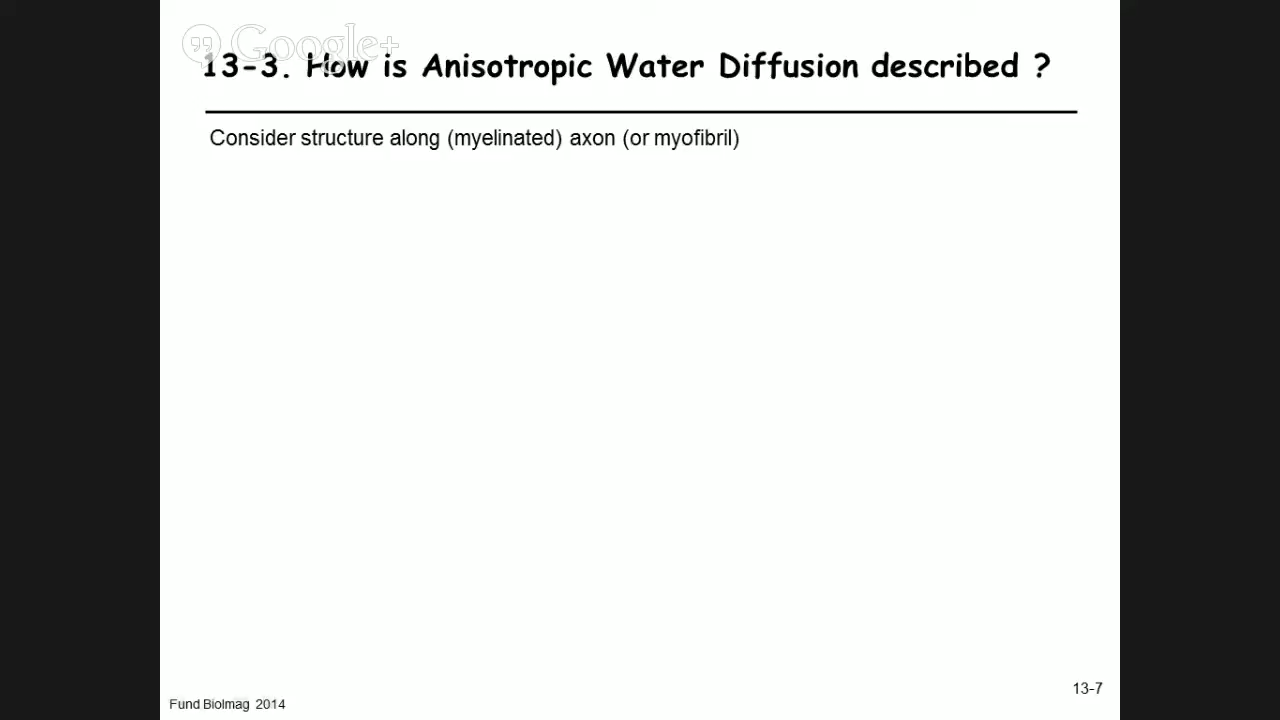 Google+
13-3. How is Anisotropic Water Diffusion described ?
Consider structure along (myelinated) axon (or myofibril)
13-7
Fund BioImag 2014